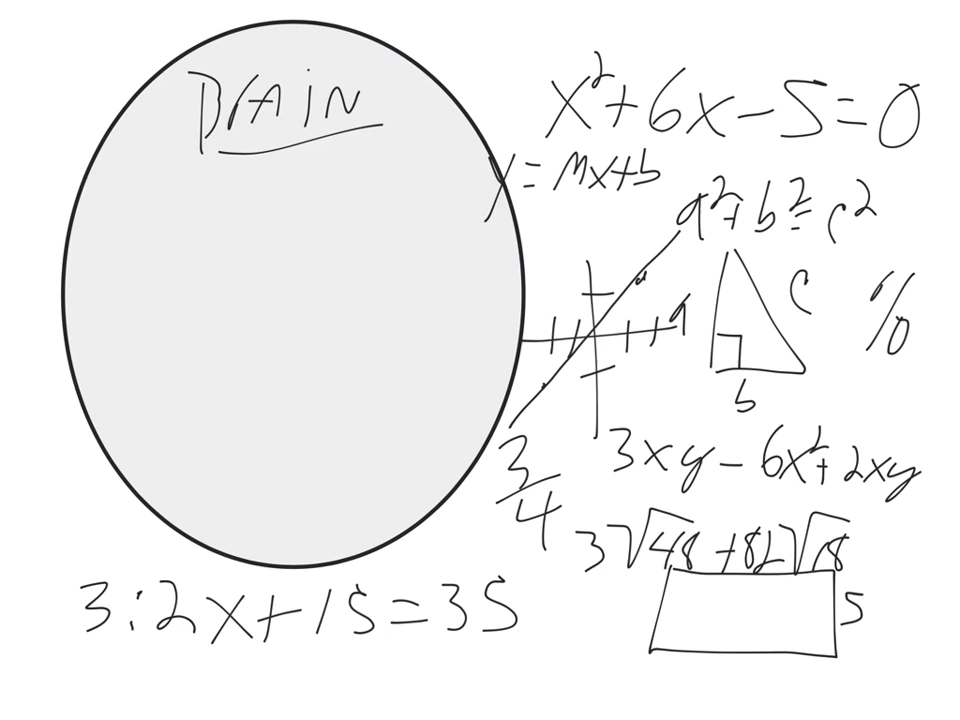 BRAIN
x²+6x-5=0
y=mx+b
a²+b²=c²
a
c
%
b
3/4
3xy-6x²+2xy
3√48+82√18
5
3:2x+15=35